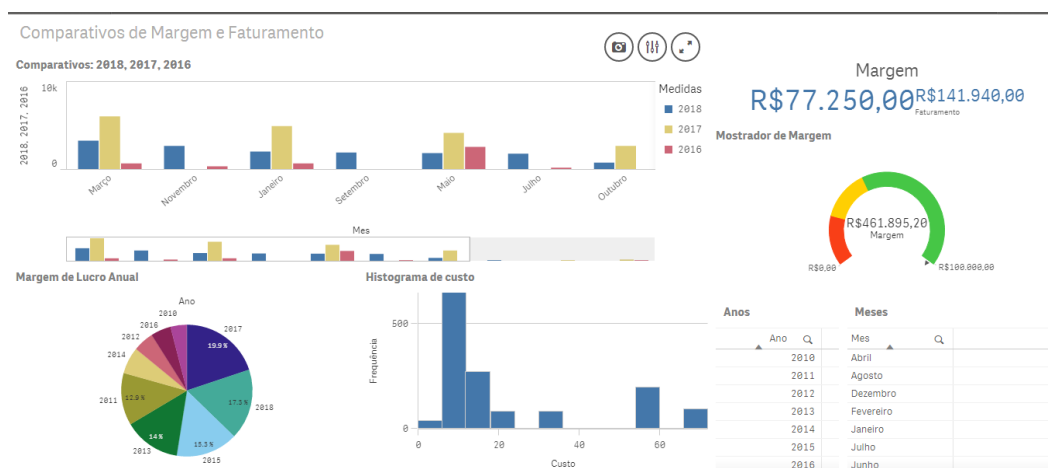 Comparativos de Margem e Faturamento
Comparativos: 2018, 2017, 2016
2018, 2017, 2016
10k
0
Março
Novembro
Janeiro
Setembro
Maio
Julho
Outubro
Mes
Medidas
2018
2017
2016
Margem
R$77.250,00
R$141.940,00
Faturamento
Mostrador de Margem
R$461.895,20
Margem
R$0,00
R$100.000,00
Margem de Lucro Anual
Ano
2010
2016
2012
2014
2011
2013
2015
2018
2017
19.9 %
17.3 %
15.3 %
14 %
12.9 %
Histograma de custo
Frequência
500
0
0
20
40
60
Custo
Anos
Meses
Ano
Mes
2010
Abril
2011
Agosto
2012
Dezembro
2013
Fevereiro
2014
Janeiro
2015
Julho
2016
Junho